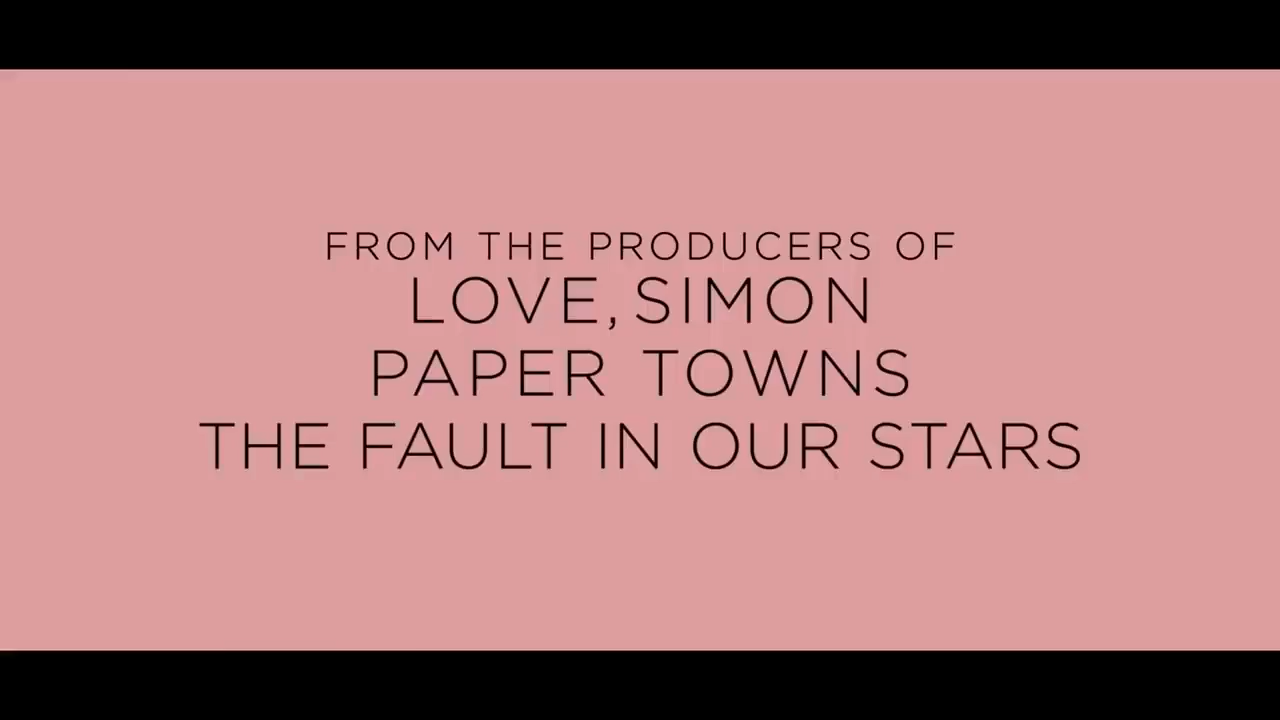 FROM THE PRODUCERS OF
LOVE, SIMON
PAPER TOWNS
THE FAULT IN OUR STARS